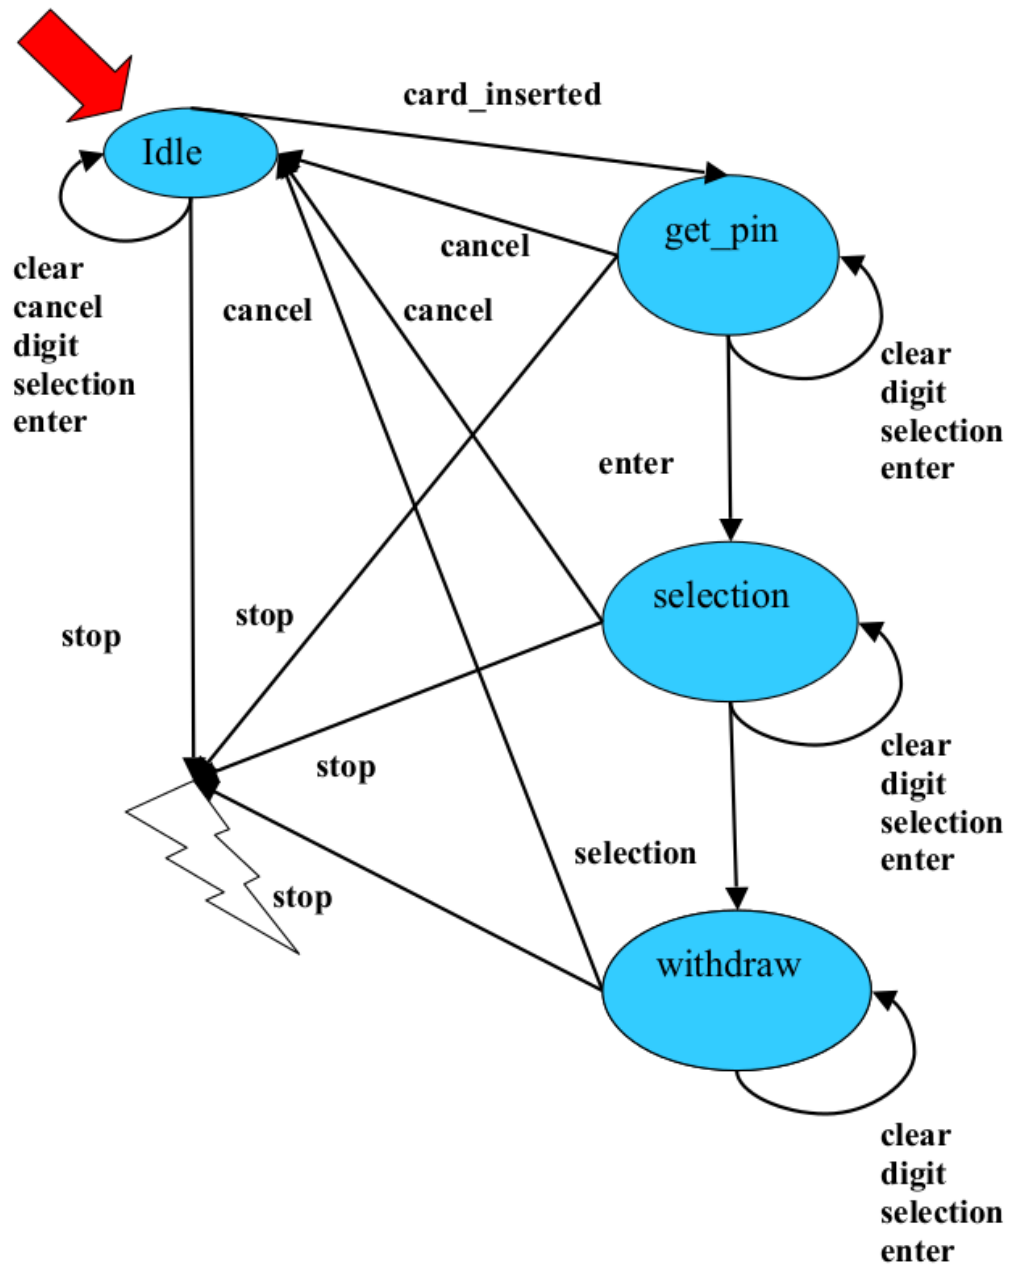 card_inserted
Idle
get_pin
cancel
clear
cancel
digit
selection
enter
cancel
cancel
clear
digit
selection
enter
enter
selection
stop
stop
stop
clear
digit
selection
enter
selection
stop
withdraw
clear
digit
selection
enter